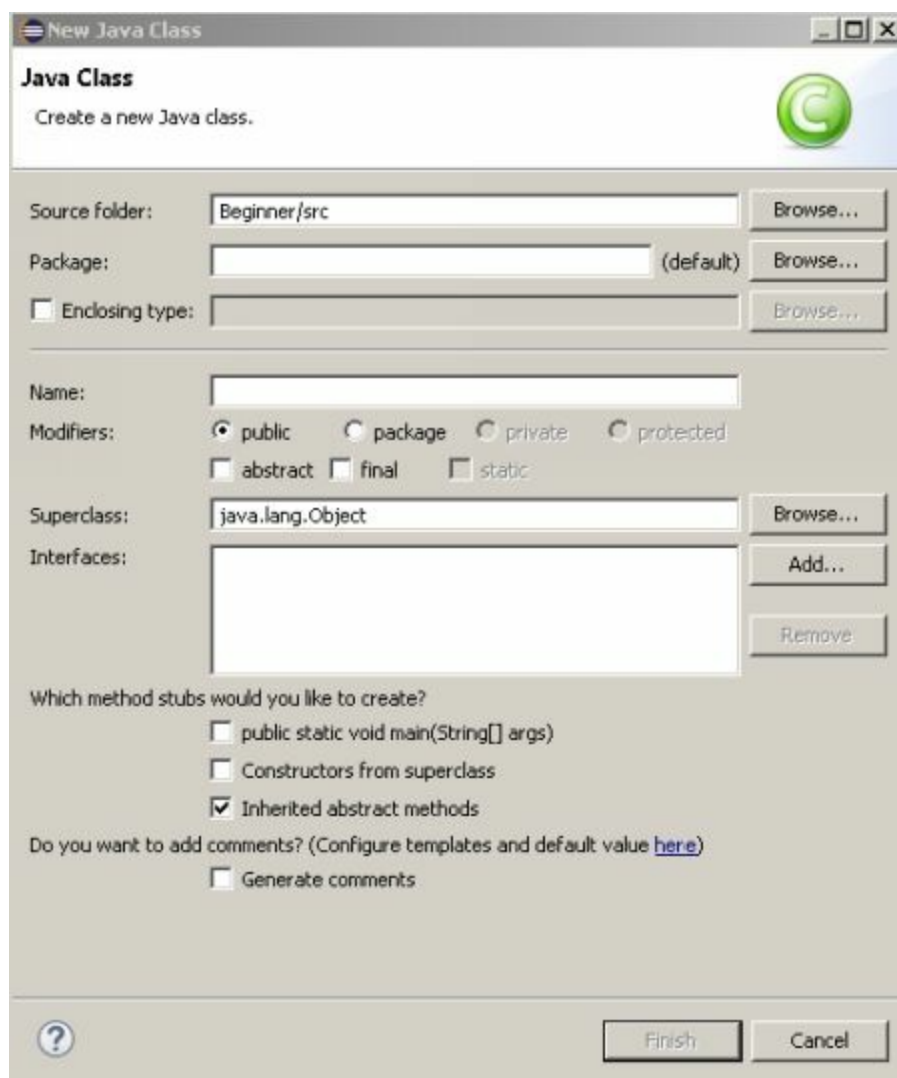 New Java Class
Java Class
Create a new Java class.
C
Source folder: Beginner/src Browse...
Package: (default) Browse...
Enclosing type: Browse...
Name:
Modifiers: public package private protected
abstract final static
Superclass: java.lang.Object Browse...
Interfaces: Add...
Remove
Which method stubs would you like to create?
public static void main(String[] args)
Constructors from superclass
Inherited abstract methods
Do you want to add comments? (Configure templates and default value here)
Generate comments
? Finish Cancel